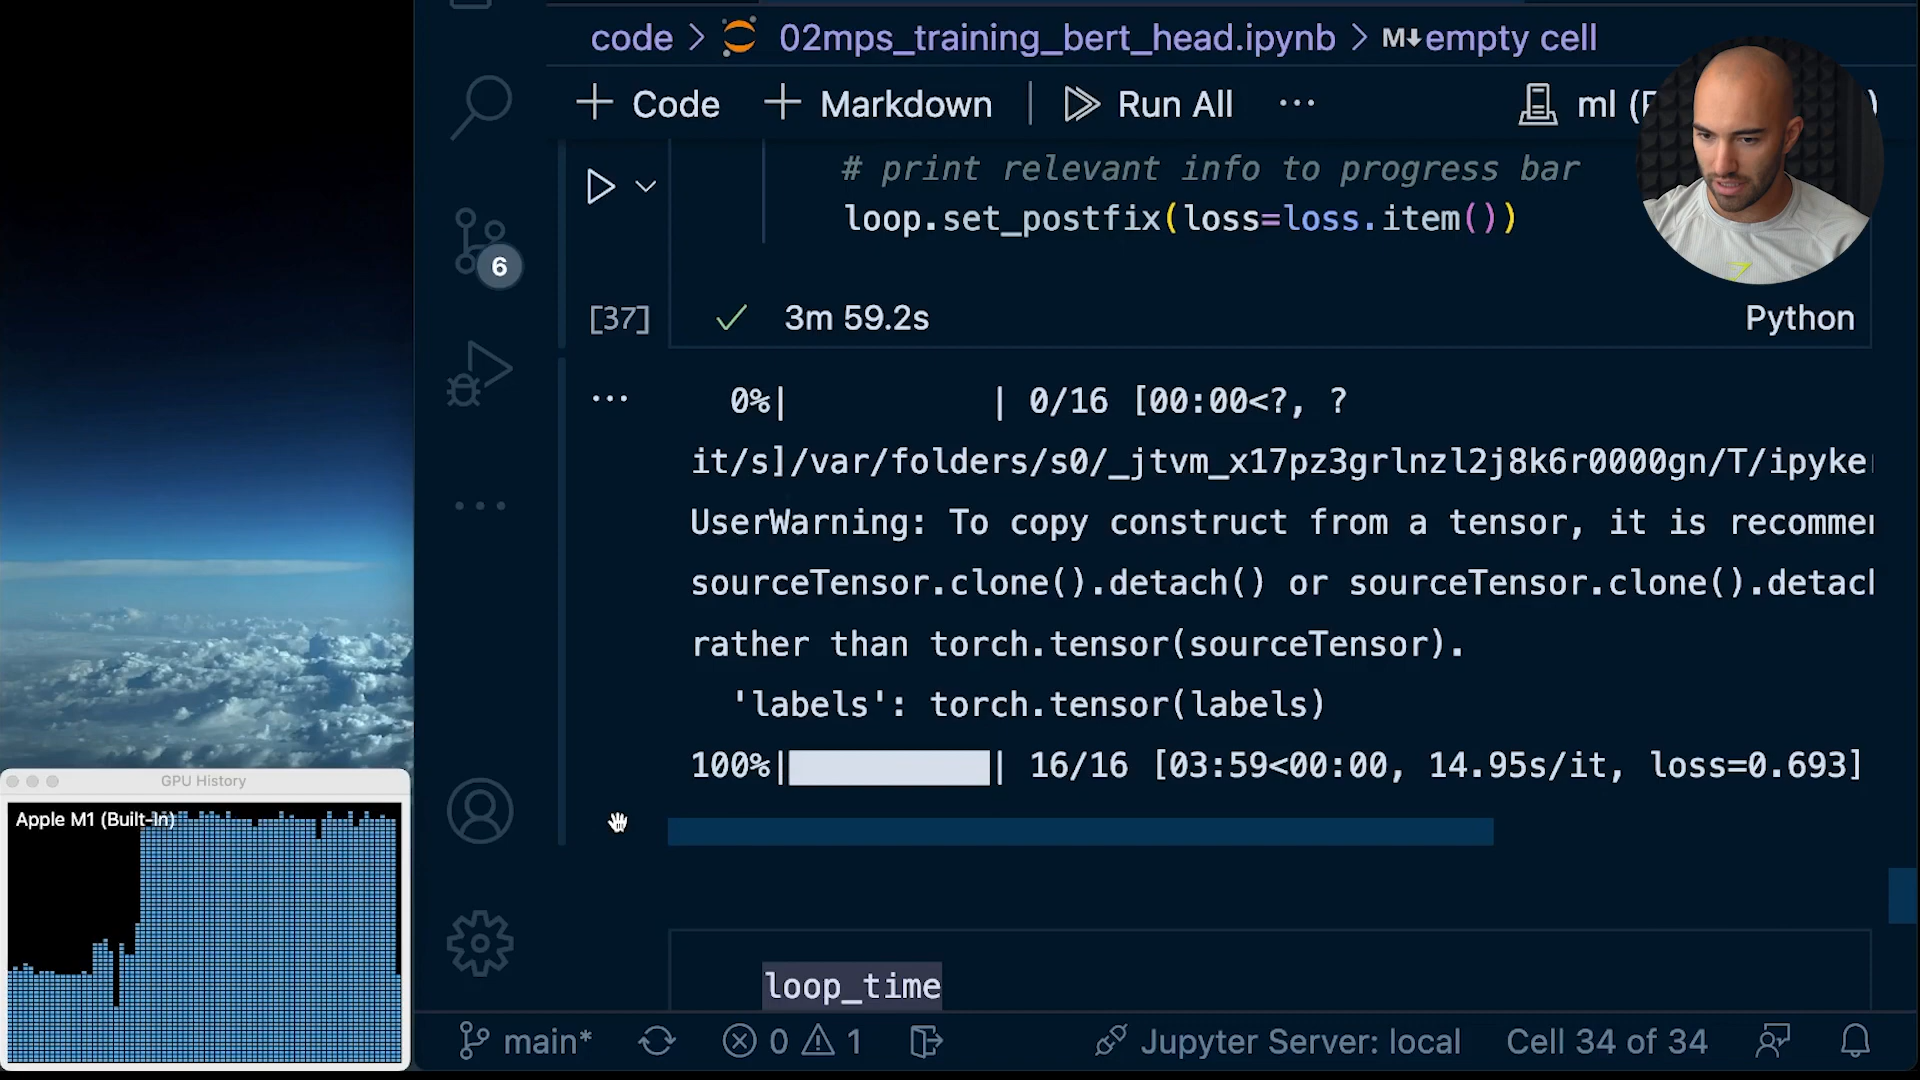 code > 02mps_training_bert_head.ipynb > M↓ empty cell
+ Code + Markdown | Run All ···
ml (
)
# print relevant info to progress bar
loop.set_postfix(loss=loss.item())
6
[37] ✓ 3m 59.2s
Python
0%| | 0/16 [00:00<?, ?
it/s]/var/folders/s0/_jtvm_x17pz3grlnzl2j8k6r0000gn/T/ipyke
UserWarning: To copy construct from a tensor, it is recomme
sourceTensor.clone().detach() or sourceTensor.clone().detac
rather than torch.tensor(sourceTensor).
'labels': torch.tensor(labels)
100%| | 16/16 [03:59<00:00, 14.95s/it, loss=0.693]
GPU History
Apple M1 (Built-In)
loop_time
main* 0 1 Jupyter Server: local Cell 34 of 34